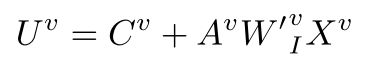 $U^v = C^v + A^v W'^v_I X^v$